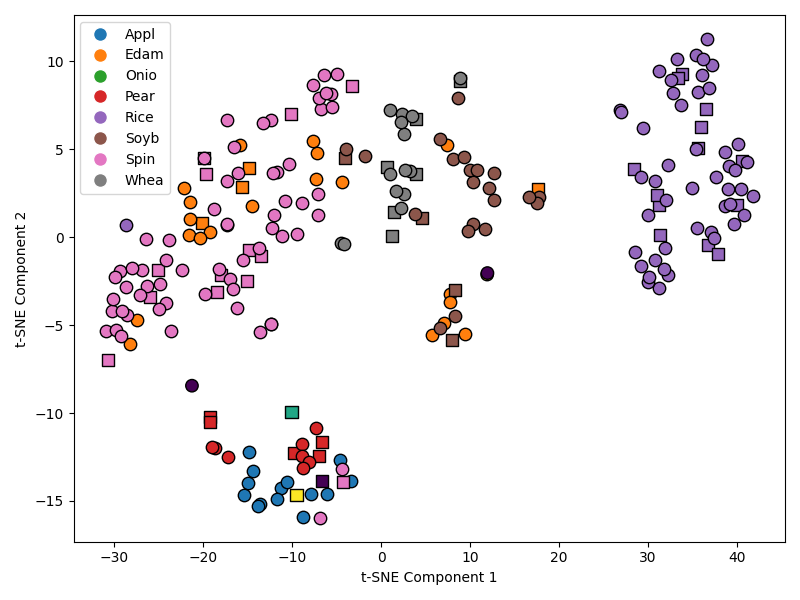 Appl
Edam
Onio
Pear
Rice
Soyb
Spin
Whea
t-SNE Component 2
10
5
0
−5
−10
−15
−30
−20
−10
0
10
20
30
40
t-SNE Component 1